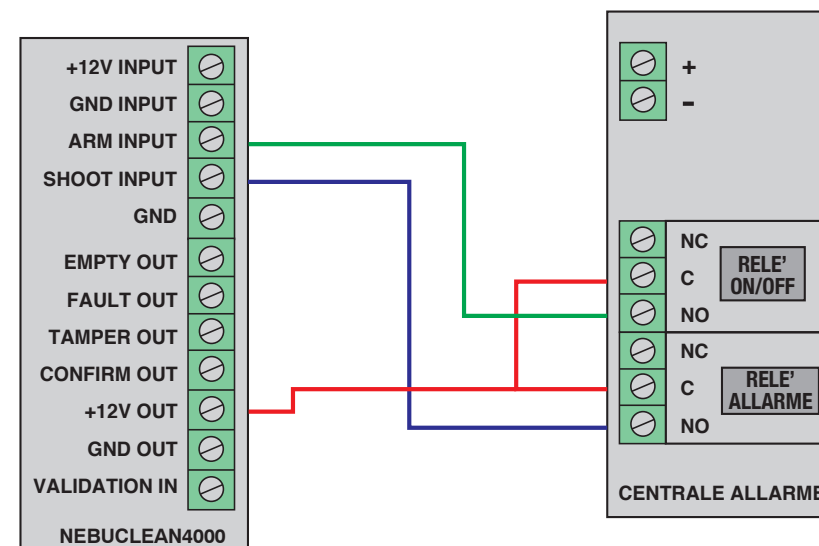 +12V INPUT
GND INPUT
ARM INPUT
SHOOT INPUT
GND
EMPTY OUT
FAULT OUT
TAMPER OUT
CONFIRM OUT
+12V OUT
GND OUT
VALIDATION IN
NEBUCLEAN4000
+
-
NC
C
NO
RELE'
ON/OFF
NC
C
NO
RELE'
ALLARME
CENTRALE ALLARME